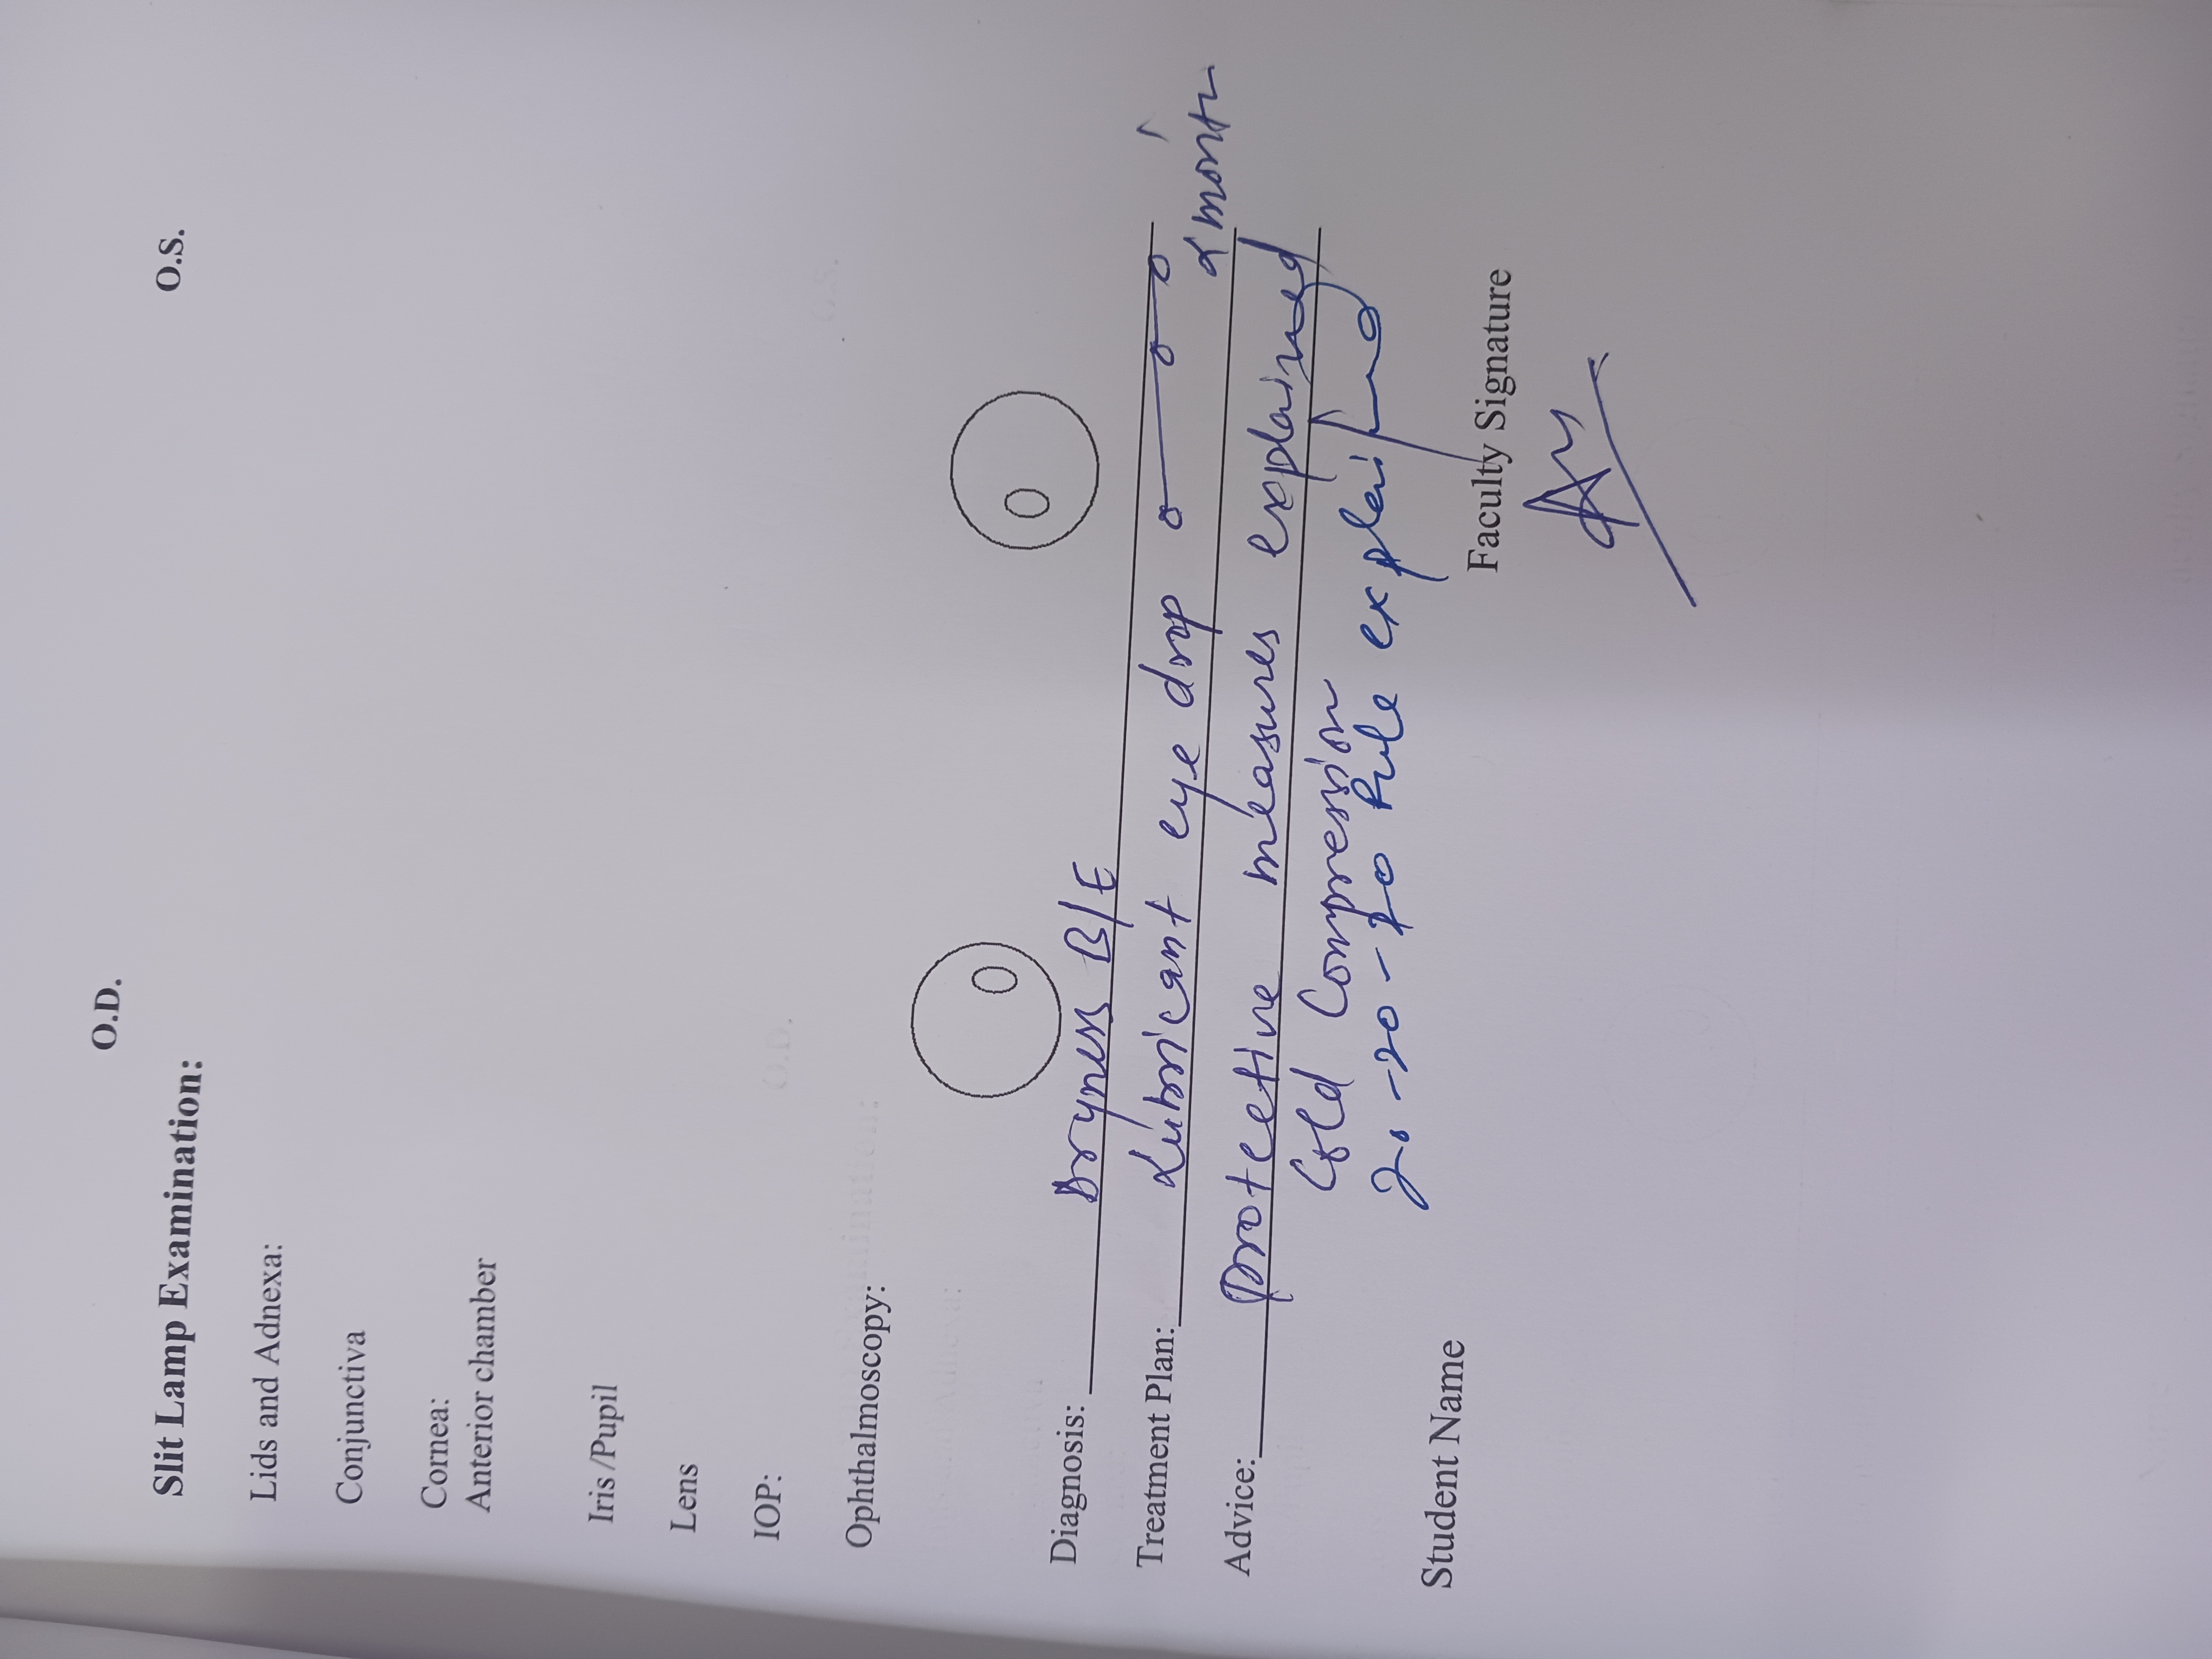 O.D.
O.S.
Slit Lamp Examination:
Lids and Adnexa:
Conjunctiva
Cornea:
Anterior chamber
Iris /Pupil
Lens
IOP:
Ophthalmoscopy:
Diagnosis: Dryness B/E
Treatment Plan: Lubricant eye drop
month
Advice: protective measures explained
Cold Compression
20-20-20 Rule explained
Student Name
Faculty Signature